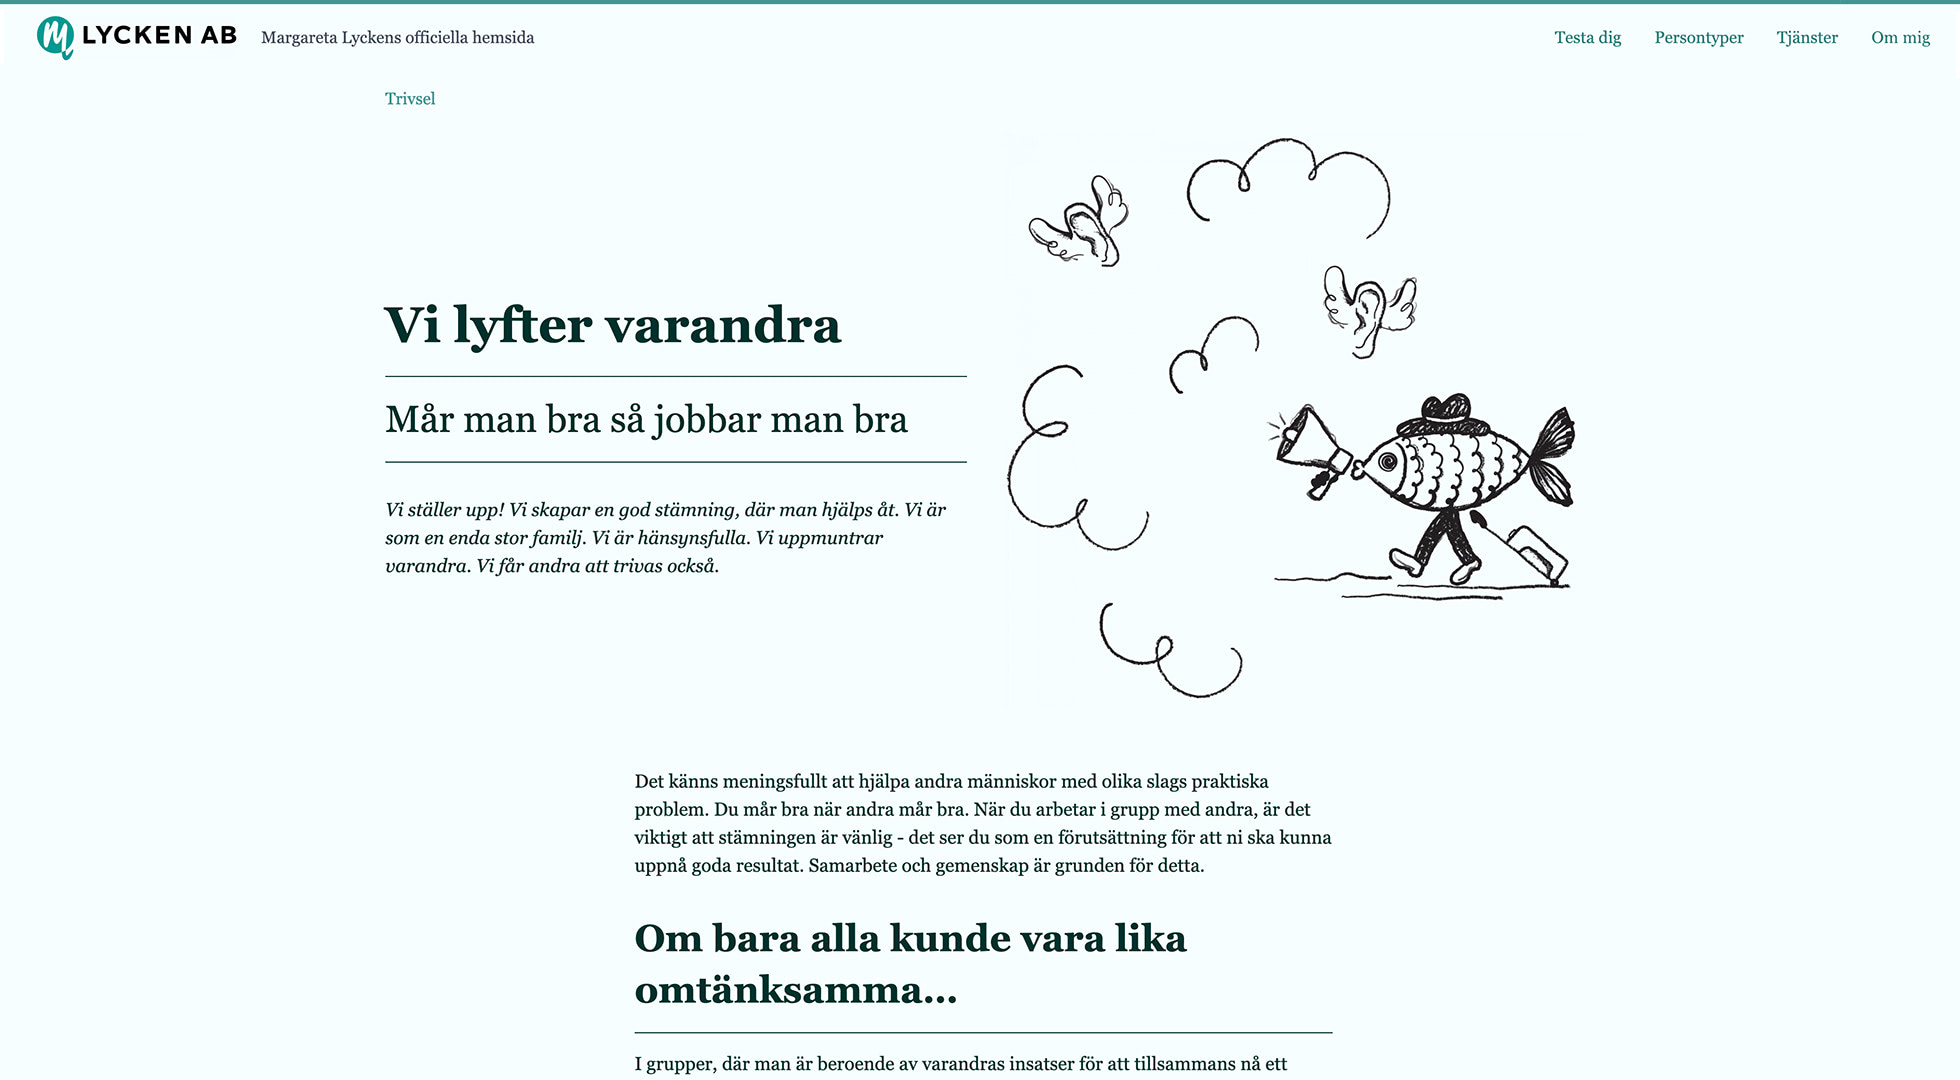 LYCKEN AB
Margareta Lyckens officiella hemsida
Testa dig
Persontyper
Tjänster
Om mig
Trivsel
Vi lyfter varandra
Mår man bra så jobbar man bra
Vi ställer upp! Vi skapar en god stämning, där man hjälps åt. Vi är
som en enda stor familj. Vi är hänsynsfulla. Vi uppmuntrar
varandra. Vi får andra att trivas också.
Det känns meningsfullt att hjälpa andra människor med olika slags praktiska
problem. Du mår bra när andra mår bra. När du arbetar i grupp med andra, är det
viktigt att stämningen är vänlig - det ser du som en förutsättning för att ni ska kunna
uppnå goda resultat. Samarbete och gemenskap är grunden för detta.
Om bara alla kunde vara lika
omtänksamma...
I grupper, där man är beroende av varandras insatser för att tillsammans nå ett